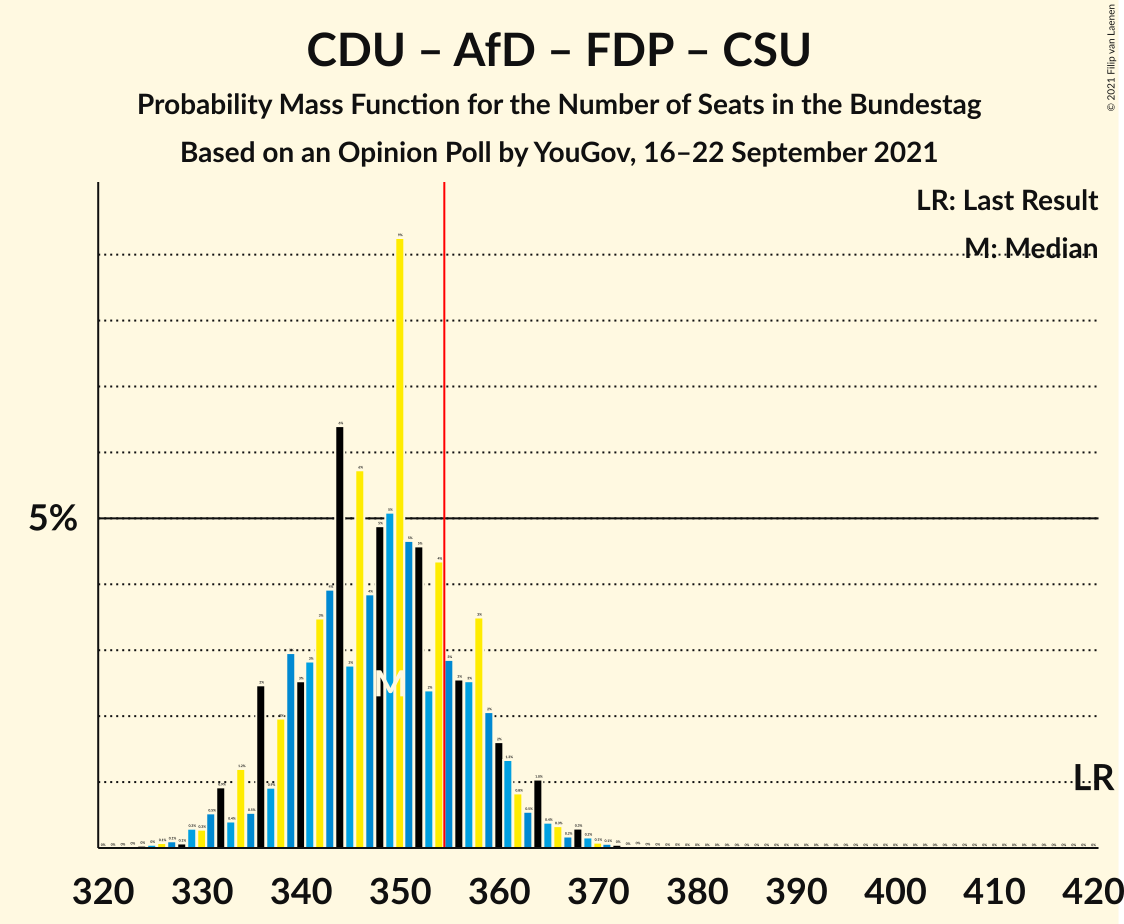 CDU – AfD – FDP – CSU
Probability Mass Function for the Number of Seats in the Bundestag
Based on an Opinion Poll by YouGov, 16–22 September 2021
© 2021 Filip van Laenen
LR: Last Result
M: Median
5%
M
LR
320 330 340 350 360 370 380 390 400 410 420